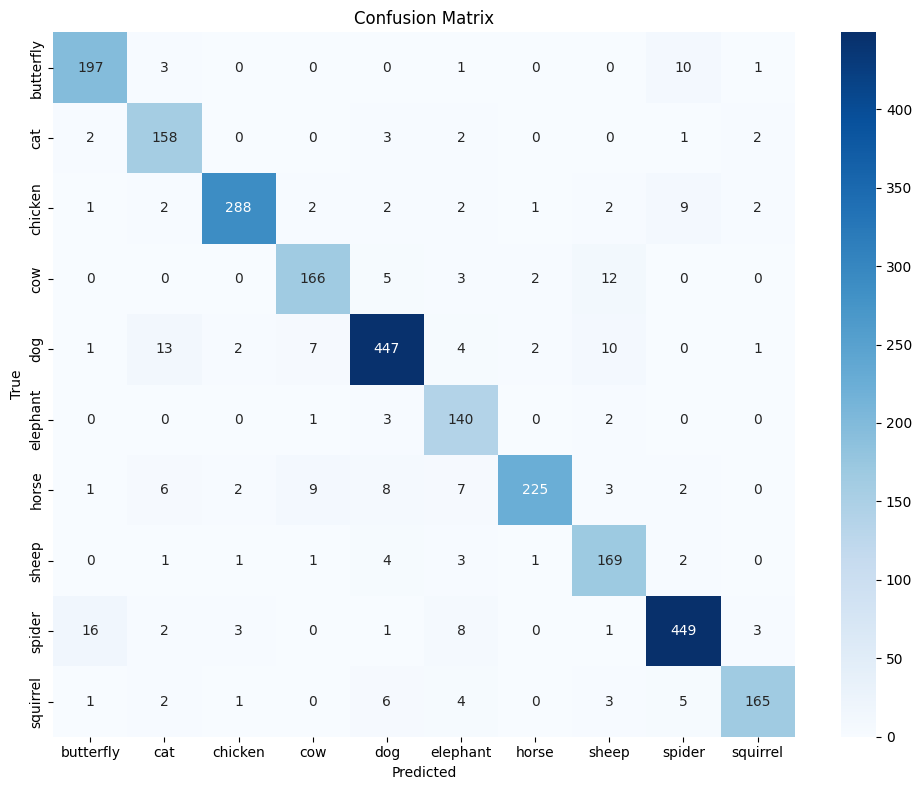 Confusion Matrix
butterfly 197 3 0 0 0 1 0 0 10 1
cat 2 158 0 0 3 2 0 0 1 2
chicken 1 2 288 2 2 2 1 2 9 2
cow 0 0 0 166 5 3 2 12 0 0
dog 1 13 2 7 447 4 2 10 0 1
elephant 0 0 0 1 3 140 0 2 0 0
horse 1 6 2 9 8 7 225 3 2 0
sheep 0 1 1 1 4 3 1 169 2 0
spider 16 2 3 0 1 8 0 1 449 3
squirrel 1 2 1 0 6 4 0 3 5 165
True
butterfly cat chicken cow dog elephant horse sheep spider squirrel
Predicted
400
350
300
250
200
150
100
50
0